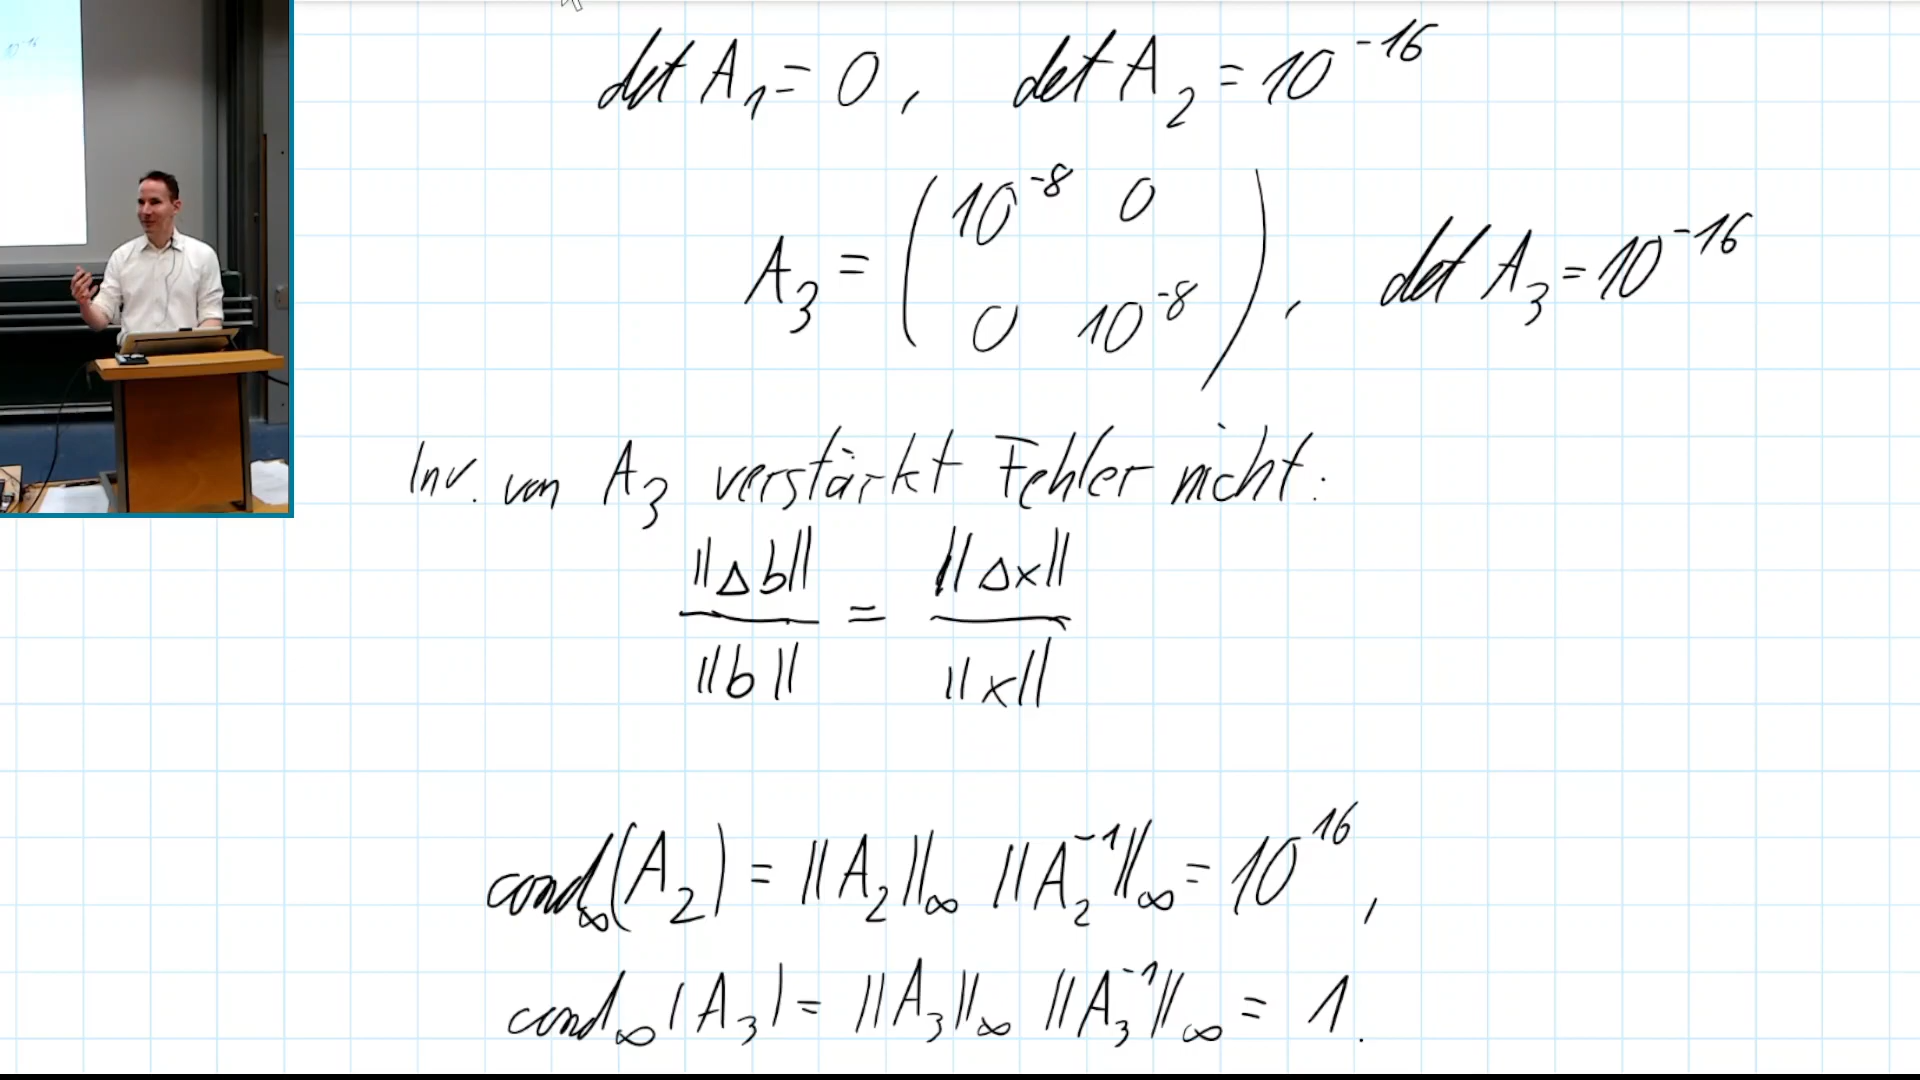 det A₁ = 0, det A₂ = 10⁻¹⁶
A₃ = ( 10⁻⁸ 0
0 10⁻⁸ ), det A₃ = 10⁻¹⁶
Inv. von A₃ verstärkt Fehler nicht:
‖Δb‖ / ‖b‖ = ‖Δx‖ / ‖x‖
cond∞(A₂) = ‖A₂‖∞ ‖A₂⁻¹‖∞ = 10¹⁶,
cond∞(A₃) = ‖A₃‖∞ ‖A₃⁻¹‖∞ = 1.
10⁻¹⁶